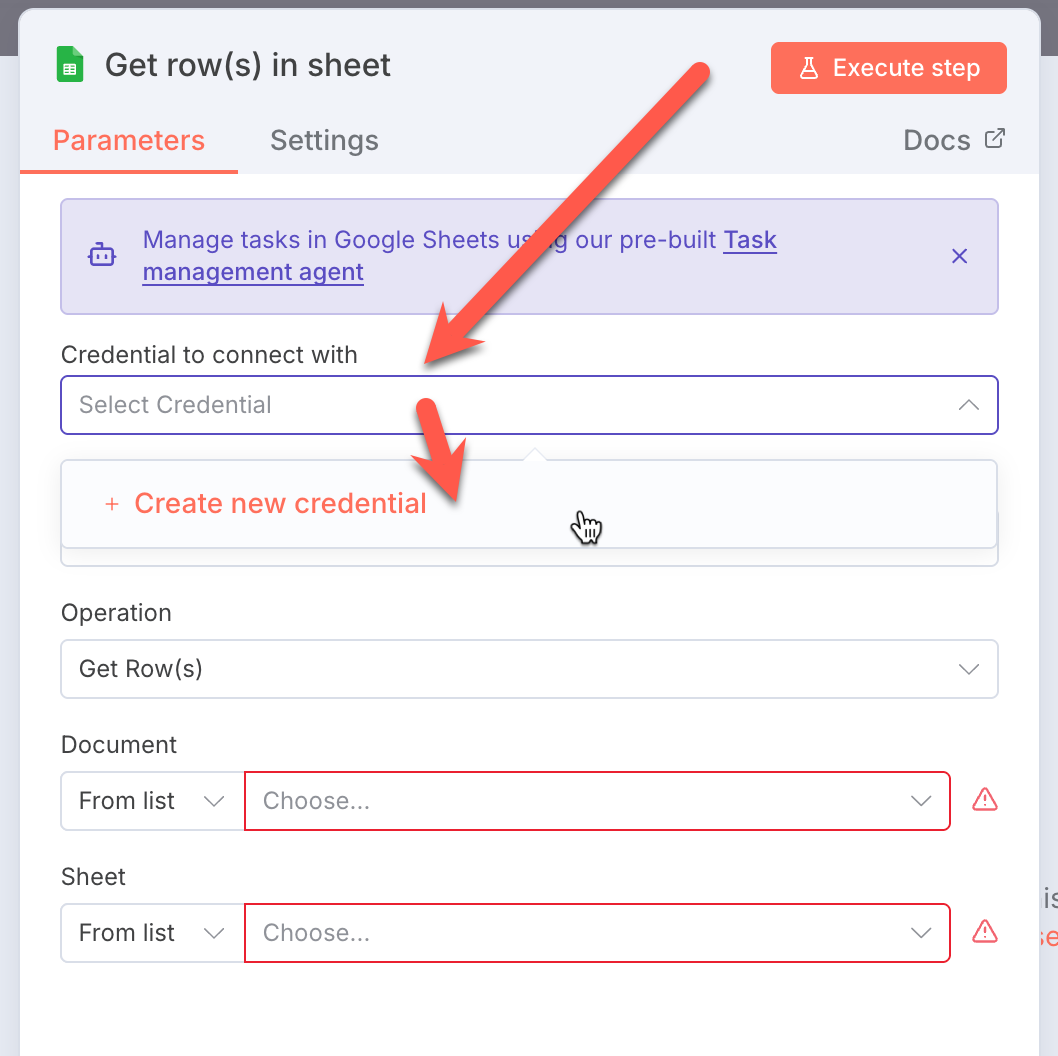 Get row(s) in sheet
Execute step
Parameters
Settings
Docs
Manage tasks in Google Sheets using our pre-built Task
management agent
Credential to connect with
Select Credential
+ Create new credential
Operation
Get Row(s)
Document
From list
Choose...
Sheet
From list
Choose...